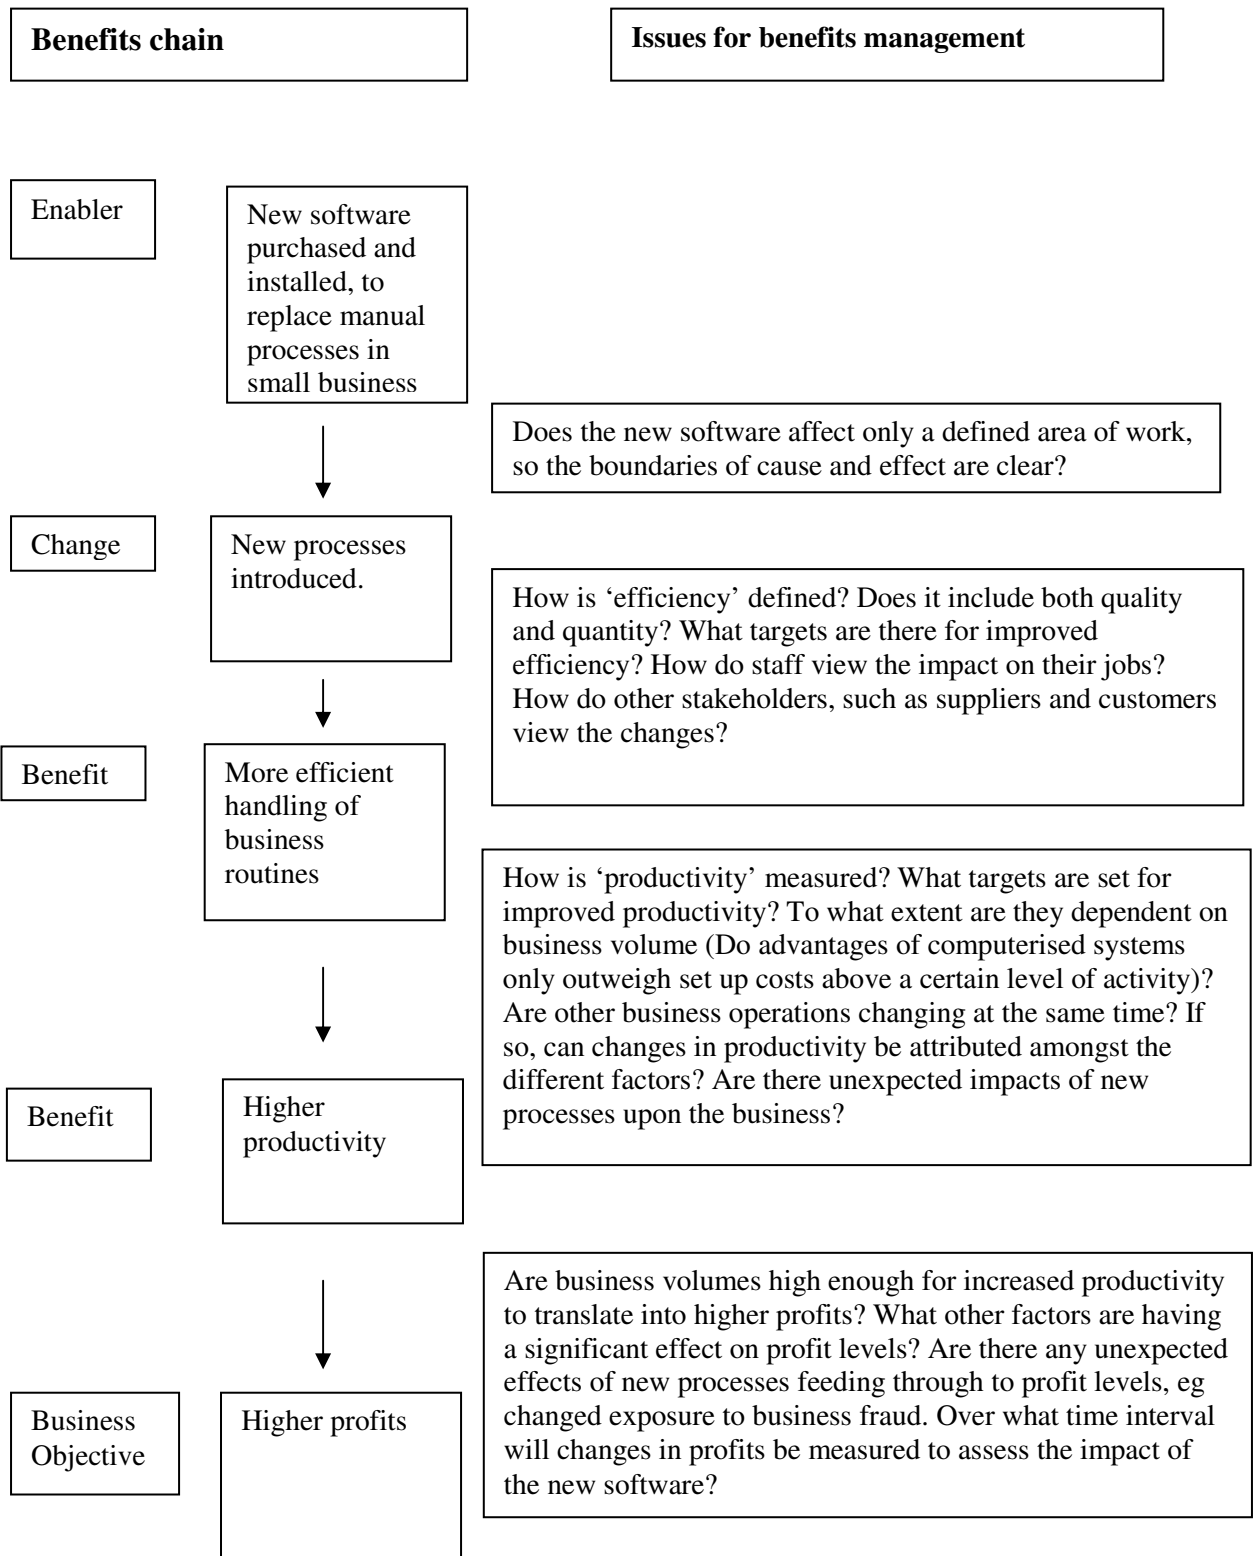 Benefits chain
Issues for benefits management
Enabler
New software
purchased and
installed, to
replace manual
processes in
small business
Does the new software affect only a defined area of work,
so the boundaries of cause and effect are clear?
Change
New processes
introduced.
How is ‘efficiency’ defined? Does it include both quality
and quantity? What targets are there for improved
efficiency? How do staff view the impact on their jobs?
How do other stakeholders, such as suppliers and customers
view the changes?
Benefit
More efficient
handling of
business
routines
How is ‘productivity’ measured? What targets are set for
improved productivity? To what extent are they dependent on
business volume (Do advantages of computerised systems
only outweigh set up costs above a certain level of activity)?
Are other business operations changing at the same time? If
so, can changes in productivity be attributed amongst the
different factors? Are there unexpected impacts of new
processes upon the business?
Benefit
Higher
productivity
Are business volumes high enough for increased productivity
to translate into higher profits? What other factors are having
a significant effect on profit levels? Are there any unexpected
effects of new processes feeding through to profit levels, eg
changed exposure to business fraud. Over what time interval
will changes in profits be measured to assess the impact of
the new software?
Business
Objective
Higher profits